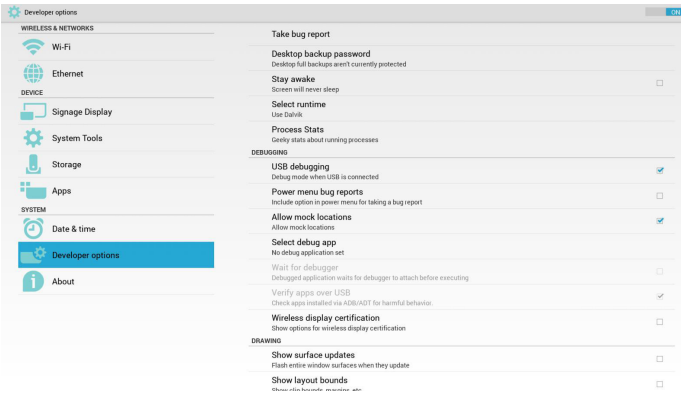 Developer options
ON
WIRELESS & NETWORKS
Wi-Fi
Ethernet
DEVICE
Signage Display
System Tools
Storage
Apps
SYSTEM
Date & time
Developer options
About
Take bug report
Desktop backup password
Desktop full backups aren't currently protected
Stay awake
Screen will never sleep
Select runtime
Use Dalvik
Process Stats
Geeky stats about running processes
DEBUGGING
USB debugging
Debug mode when USB is connected
Power menu bug reports
Include option in power menu for taking a bug report
Allow mock locations
Allow mock locations
Select debug app
No debug application set
Wait for debugger
Debugged application waits for debugger to attach before executing
Verify apps over USB
Check apps installed via ADB/ADT for harmful behavior.
Wireless display certification
Show options for wireless display certification
DRAWING
Show surface updates
Flash entire window surfaces when they update
Show layout bounds
Show clip bounds, margins, etc.